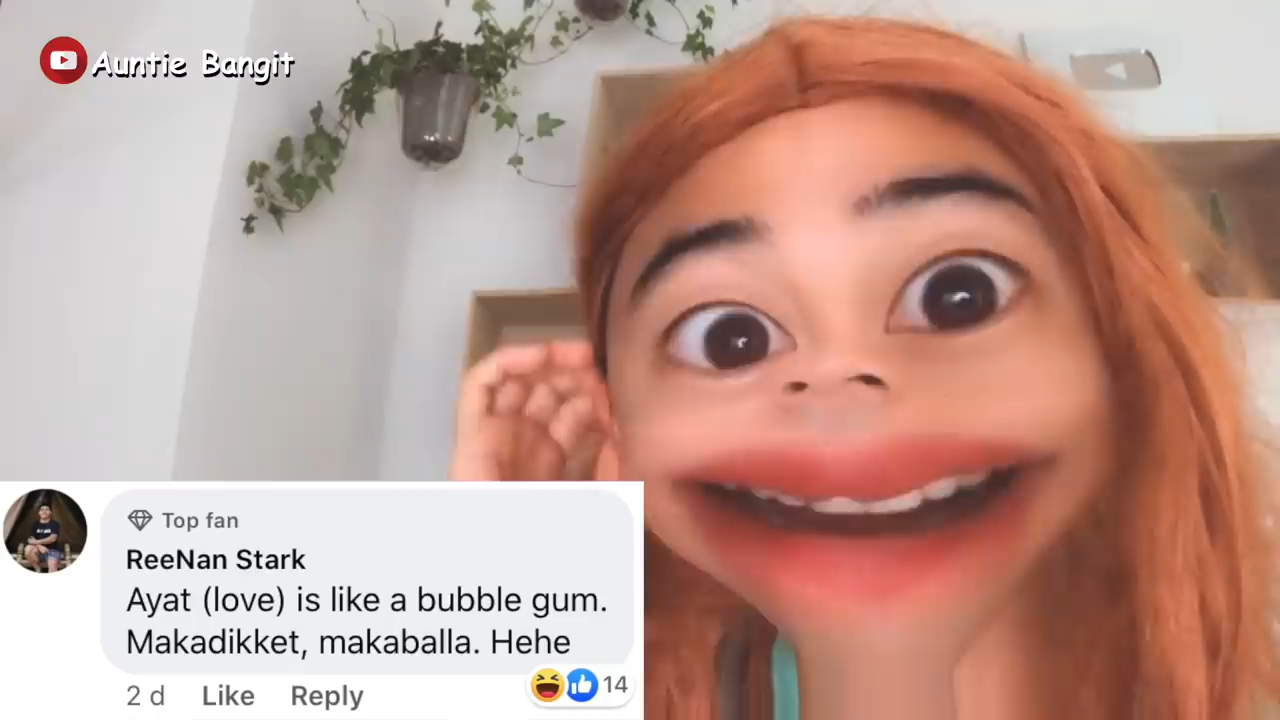 Auntie Bangit
Top fan
ReeNan Stark
Ayat (love) is like a bubble gum.
Makadikket, makaballa. Hehe
2 d Like Reply
14